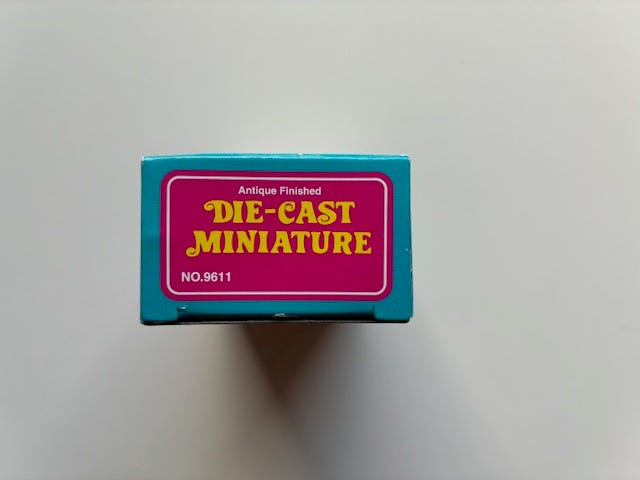 Antique Finished
DIE-CAST
MINIATURE
NO.9611